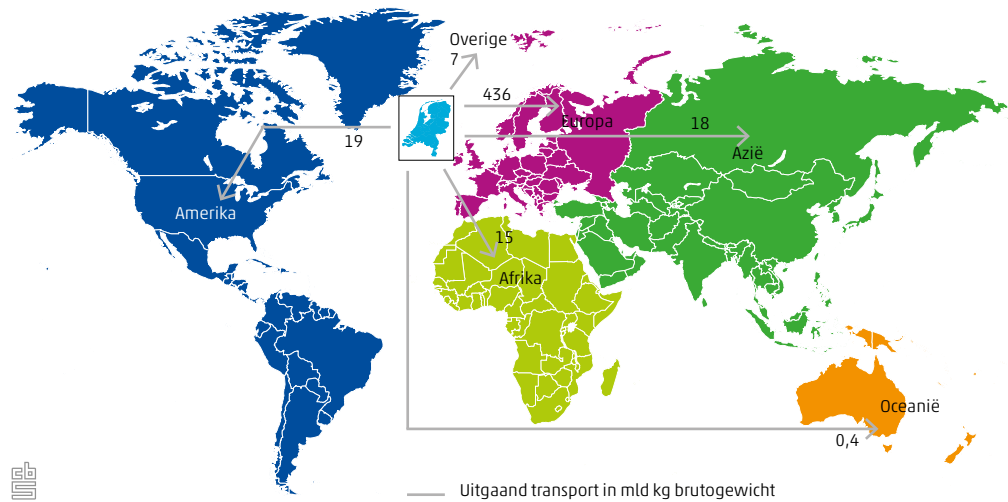 Overige
7
436
Europa
18
19
Azië
Amerika
15
Afrika
Oceanië
0,4
cbs
Uitgaand transport in mld kg brutogewicht